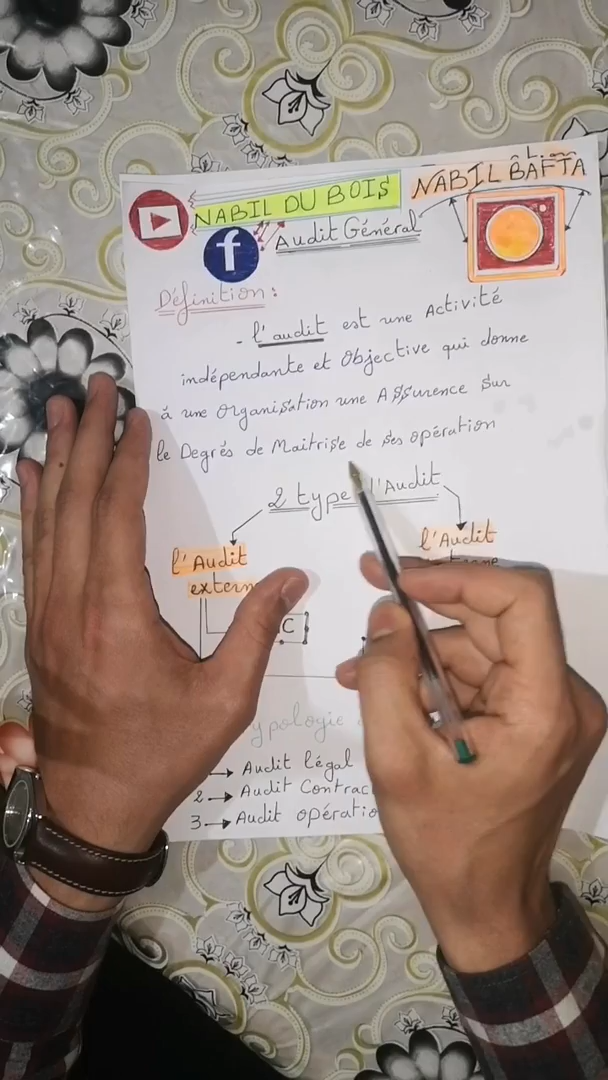 NABIL DU BOIS
NABIL BAFTA
Audit Général
Définition :
- l'audit est une Activité
indépendante et Objective qui donne
à une Organisation une Assurence Sur
le Degrés de Maitrise de Ses opération
2 type l'Audit
l'Audit
l'Audit
extern
C
ypologie
Audit légal
2 → Audit Contrac
3 → Audit opératio